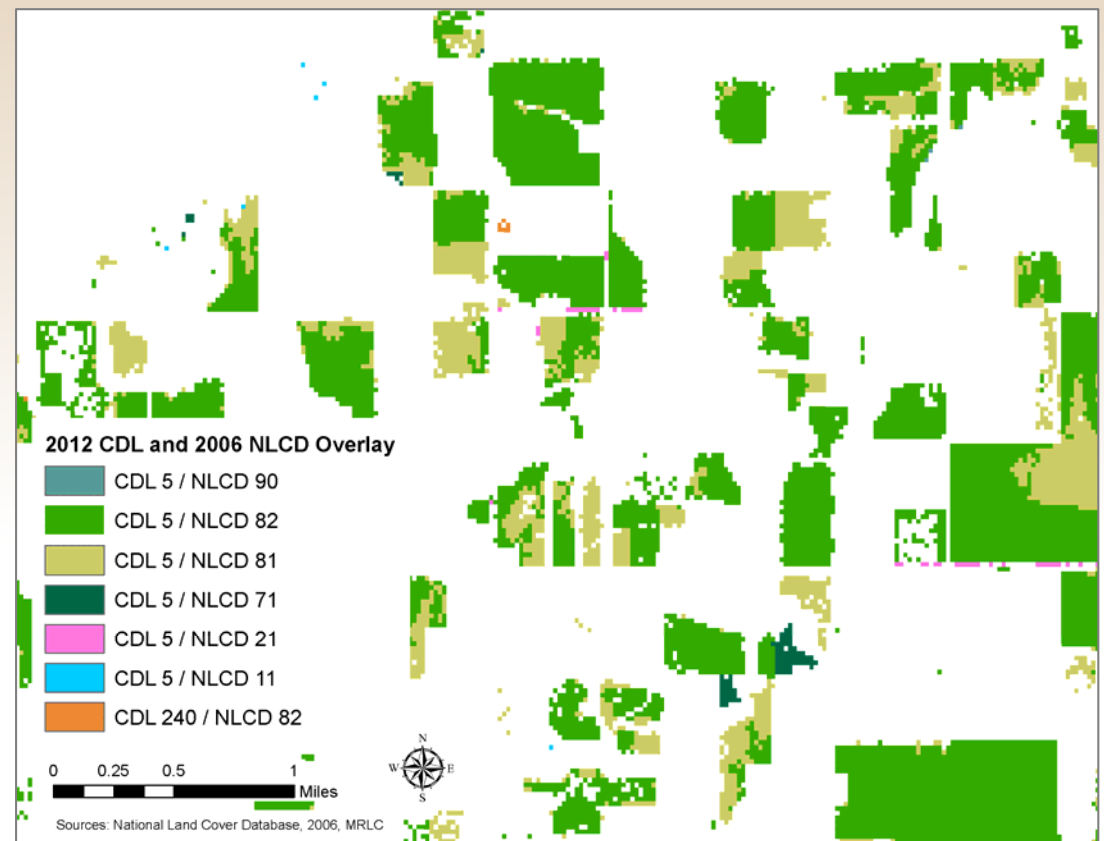 2012 CDL and 2006 NLCD Overlay
CDL 5 / NLCD 90
CDL 5 / NLCD 82
CDL 5 / NLCD 81
CDL 5 / NLCD 71
CDL 5 / NLCD 21
CDL 5 / NLCD 11
CDL 240 / NLCD 82
N
W E
S
0 0.25 0.5 1
Miles
Sources: National Land Cover Database, 2006, MRLC